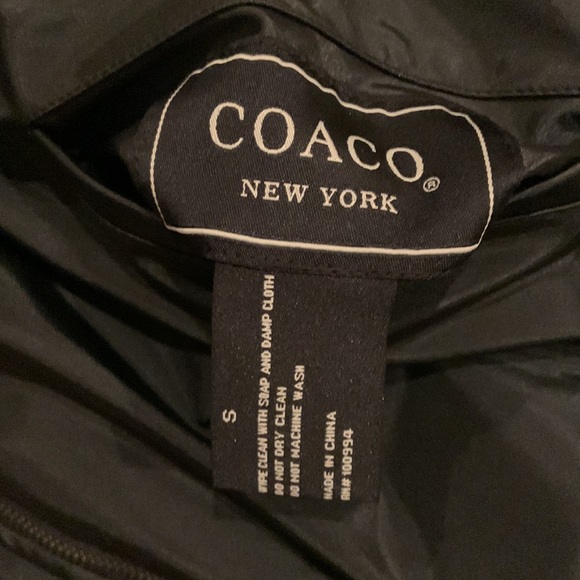 COACO®
NEW YORK
S
WIPE CLEAN WITH SOAP AND DAMP CLOTH
DO NOT DRY CLEAN
DO NOT MACHINE WASH
MADE IN CHINA
RN#100994